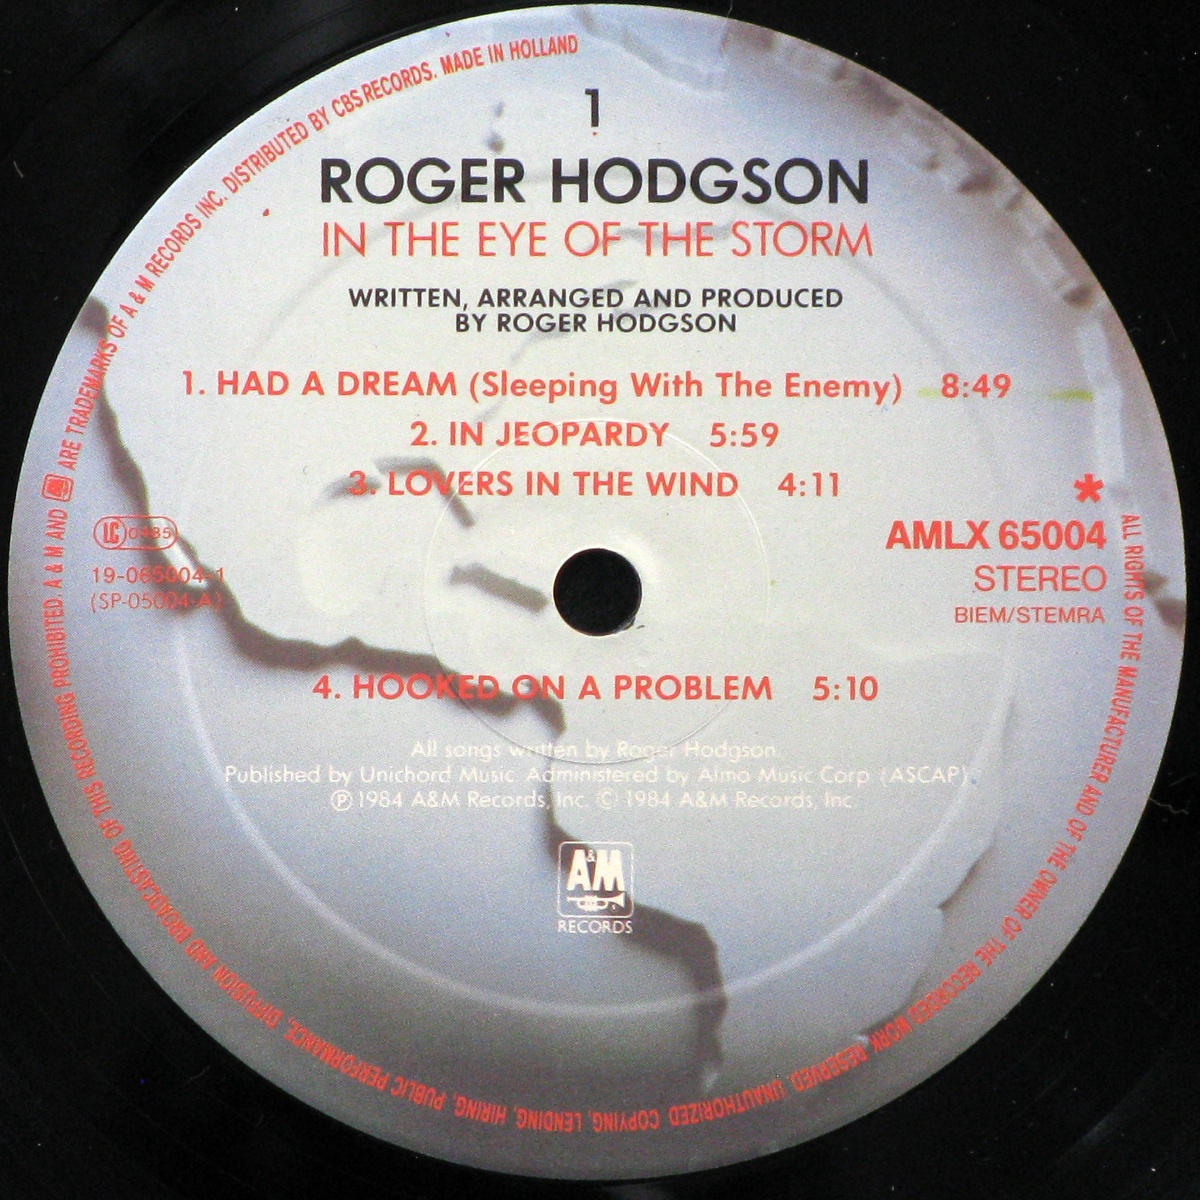 1
ROGER HODGSON
IN THE EYE OF THE STORM
WRITTEN, ARRANGED AND PRODUCED
BY ROGER HODGSON
1. HAD A DREAM (Sleeping With The Enemy) 8:49
2. IN JEOPARDY 5:59
3. LOVERS IN THE WIND 4:11
*
AMLX 65004
STEREO
BIEM/STEMRA
LC 0485
19-065004-1
(SP-05004-A)
4. HOOKED ON A PROBLEM 5:10
All songs written by Roger Hodgson.
Published by Unichord Music. Administered by Almo Music Corp. (ASCAP).
Ⓟ 1984 A&M Records, Inc. © 1984 A&M Records, Inc.
A&M
RECORDS
ALL RIGHTS OF THE MANUFACTURER AND OF THE OWNER OF THE RECORDED WORK RESERVED. UNAUTHORIZED COPYING, LENDING, HIRING, PUBLIC PERFORMANCE, DIFFUSION AND BROADCASTING OF THIS RECORDING PROHIBITED. A & M AND A&M ARE TRADEMARKS OF A & M RECORDS INC. DISTRIBUTED BY CBS RECORDS. MADE IN HOLLAND